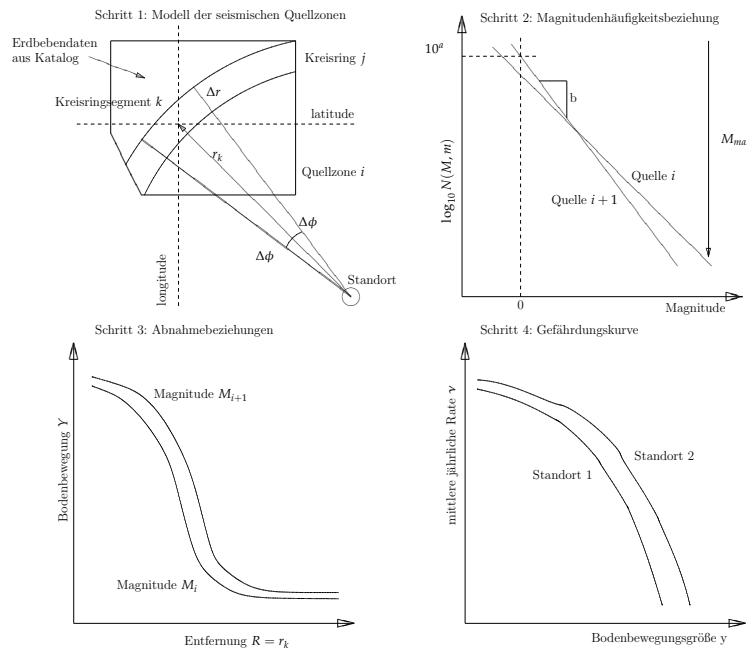 Schritt 1: Modell der seismischen Quellzonen
Erdbebendaten
aus Katalog
Kreisring j
Δr
Kreisringsegment k
latitude
r_k
Quellzone i
Δϕ
Δϕ
longitude
Standort
Schritt 2: Magnitudenhäufigkeitsbeziehung
10^a
b
M_ma
log_10 N(M, m)
Quelle i
Quelle i + 1
0
Magnitude
Schritt 3: Abnahmebeziehungen
Magnitude M_{i+1}
Bodenbewegung Y
Magnitude M_i
Entfernung R = r_k
Schritt 4: Gefährdungskurve
mittlere jährliche Rate ν
Standort 2
Standort 1
Bodenbewegungsgröße y